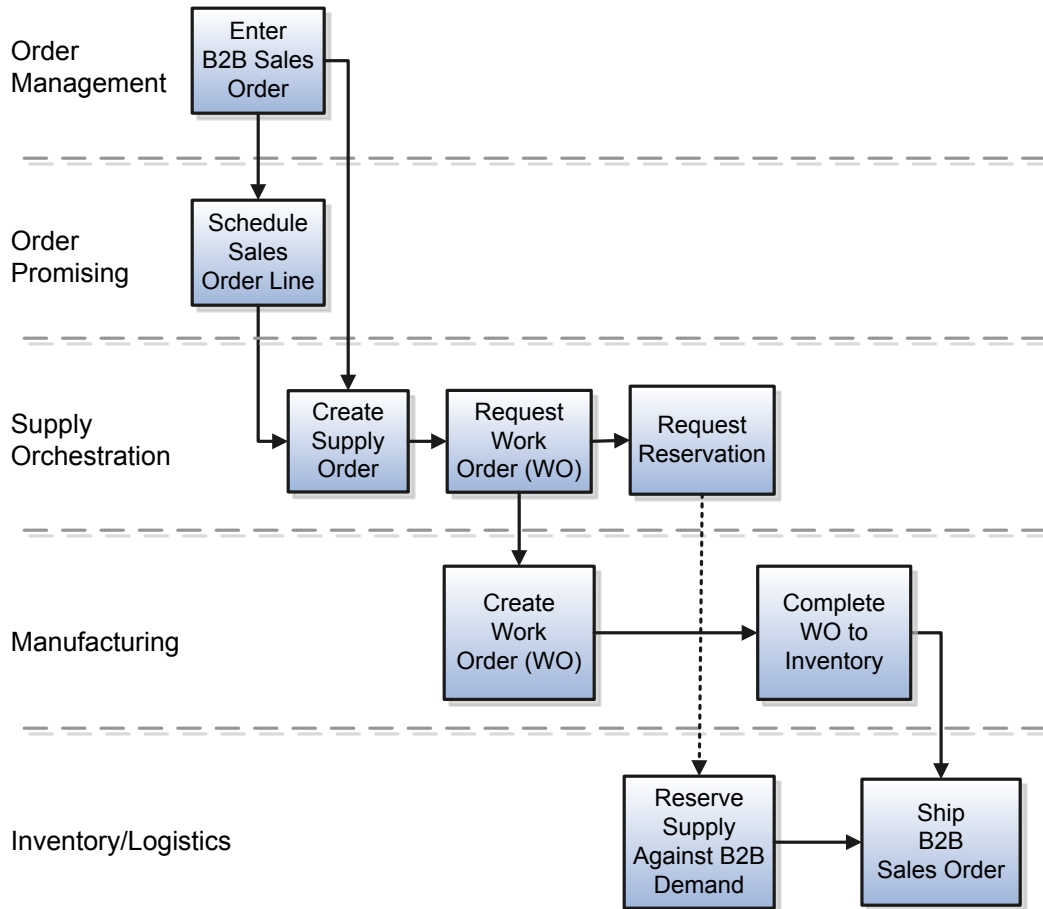 Order
Management
Enter
B2B Sales
Order
Order
Promising
Schedule
Sales
Order Line
Supply
Orchestration
Create
Supply
Order
Request
Work
Order (WO)
Request
Reservation
Manufacturing
Create
Work
Order (WO)
Complete
WO to
Inventory
Inventory/Logistics
Reserve
Supply
Against B2B
Demand
Ship
B2B
Sales Order